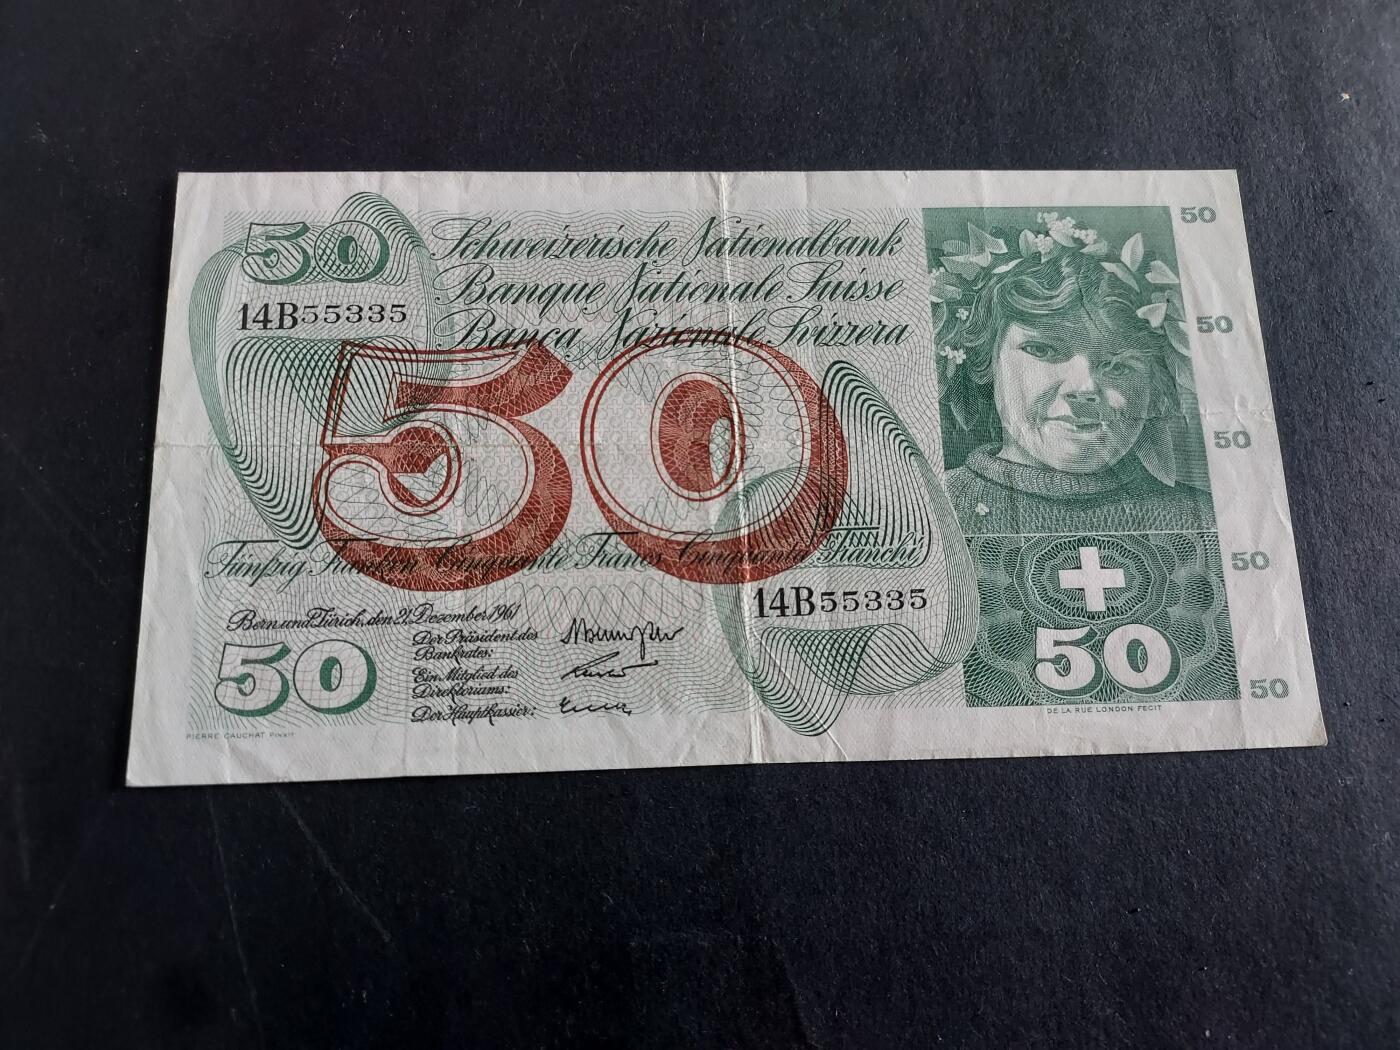 50
Schweizerische Nationalbank
50
14B55335
Banque Nationale Suisse
Banca Nazionale Svizzera
50
50
50
Fünfzig Franken Cinquante Francs Cinquanta Franchi
50
14B55335
Bern und Zürich, den 21. Dezember 1961
Der Präsident des
Bankrates:
Ein Mitglied des
Direktoriums:
Der Hauptkassier:
50
50
50
PIERRE GAUCHAT PINXIT
DE LA RUE LONDON FECIT